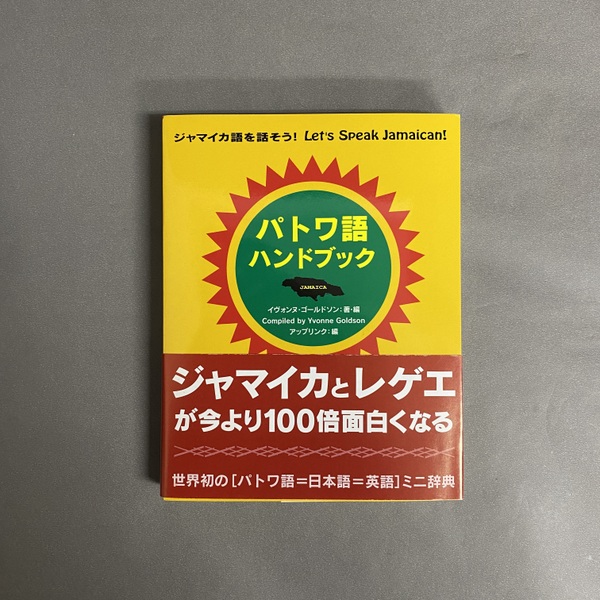 ジャマイカ語を話そう! Let's Speak Jamaican!
パトワ語
ハンドブック
JAMAICA
イヴォンヌ・ゴールドソン:著・編
Compiled by Yvonne Goldson
アップリンク:編
ジャマイカとレゲエ
が今より100倍面白くなる
世界初の[パトワ語=日本語=英語]ミニ辞典